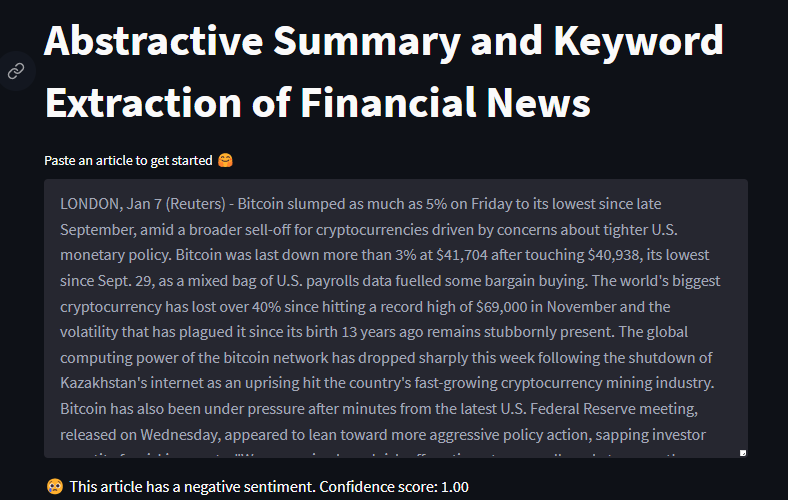 Abstractive Summary and Keyword
Extraction of Financial News
Paste an article to get started 🤗
LONDON, Jan 7 (Reuters) - Bitcoin slumped as much as 5% on Friday to its lowest since late
September, amid a broader sell-off for cryptocurrencies driven by concerns about tighter U.S.
monetary policy. Bitcoin was last down more than 3% at $41,704 after touching $40,938, its lowest
since Sept. 29, as a mixed bag of U.S. payrolls data fuelled some bargain buying. The world's biggest
cryptocurrency has lost over 40% since hitting a record high of $69,000 in November and the
volatility that has plagued it since its birth 13 years ago remains stubbornly present. The global
computing power of the bitcoin network has dropped sharply this week following the shutdown of
Kazakhstan's internet as an uprising hit the country's fast-growing cryptocurrency mining industry.
Bitcoin has also been under pressure after minutes from the latest U.S. Federal Reserve meeting,
released on Wednesday, appeared to lean toward more aggressive policy action, sapping investor
😢 This article has a negative sentiment. Confidence score: 1.00